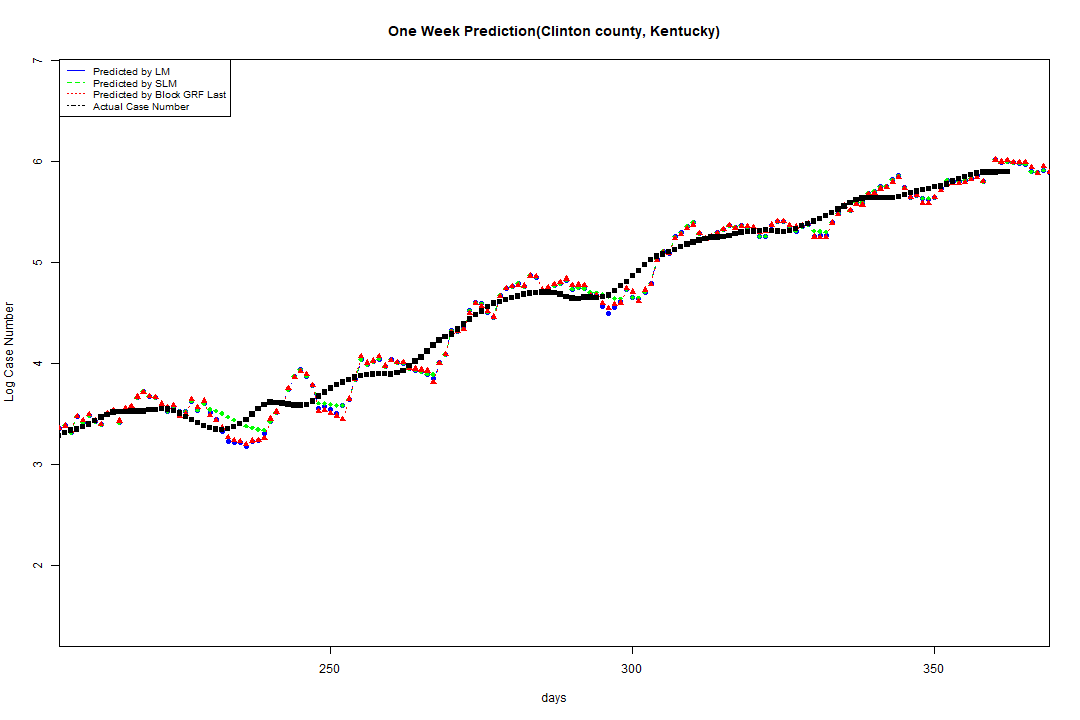 One Week Prediction(Clinton county, Kentucky)
Predicted by LM
Predicted by SLM
Predicted by Block GRF Last
Actual Case Number
7
6
5
4
3
2
Log Case Number
250 300 350
days